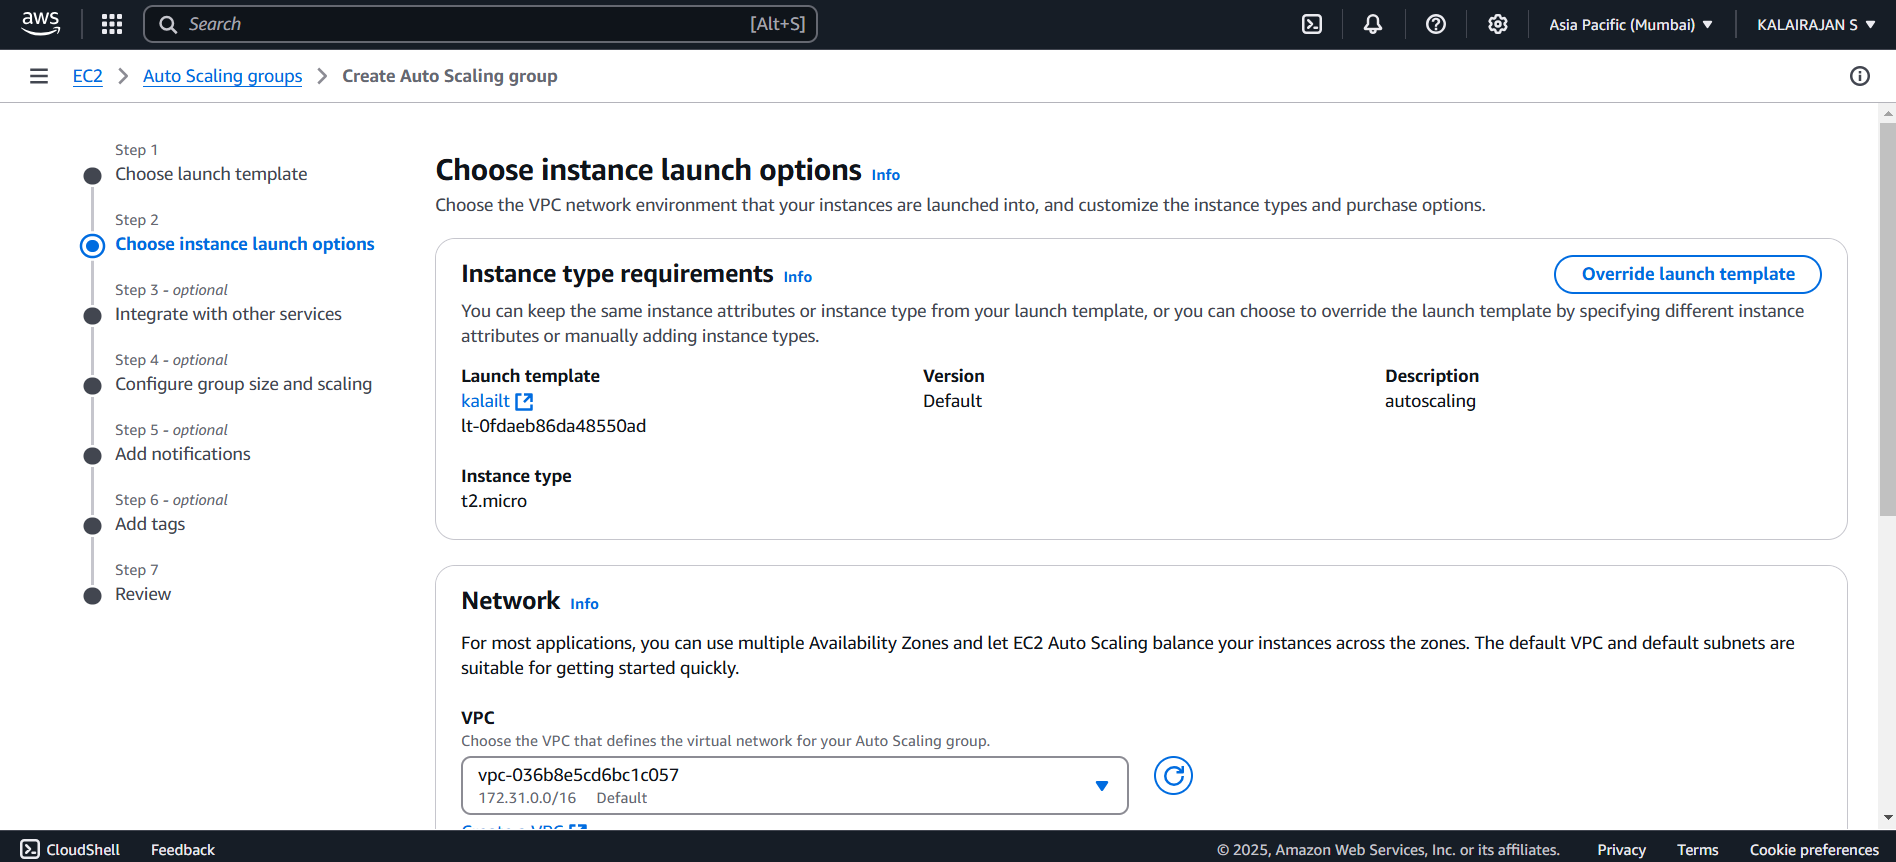 aws
Search [Alt+S]
Asia Pacific (Mumbai)
KALAIRAJAN S
EC2
Auto Scaling groups
Create Auto Scaling group
Step 1
Choose launch template
Step 2
Choose instance launch options
Step 3 - optional
Integrate with other services
Step 4 - optional
Configure group size and scaling
Step 5 - optional
Add notifications
Step 6 - optional
Add tags
Step 7
Review
Choose instance launch options Info
Choose the VPC network environment that your instances are launched into, and customize the instance types and purchase options.
Instance type requirements Info
Override launch template
You can keep the same instance attributes or instance type from your launch template, or you can choose to override the launch template by specifying different instance
attributes or manually adding instance types.
Launch template
kalailt
lt-0fdaeb86da48550ad
Version
Default
Description
autoscaling
Instance type
t2.micro
Network Info
For most applications, you can use multiple Availability Zones and let EC2 Auto Scaling balance your instances across the zones. The default VPC and default subnets are
suitable for getting started quickly.
VPC
Choose the VPC that defines the virtual network for your Auto Scaling group.
vpc-036b8e5cd6bc1c057
172.31.0.0/16 Default
Create a VPC
CloudShell
Feedback
© 2025, Amazon Web Services, Inc. or its affiliates.
Privacy
Terms
Cookie preferences